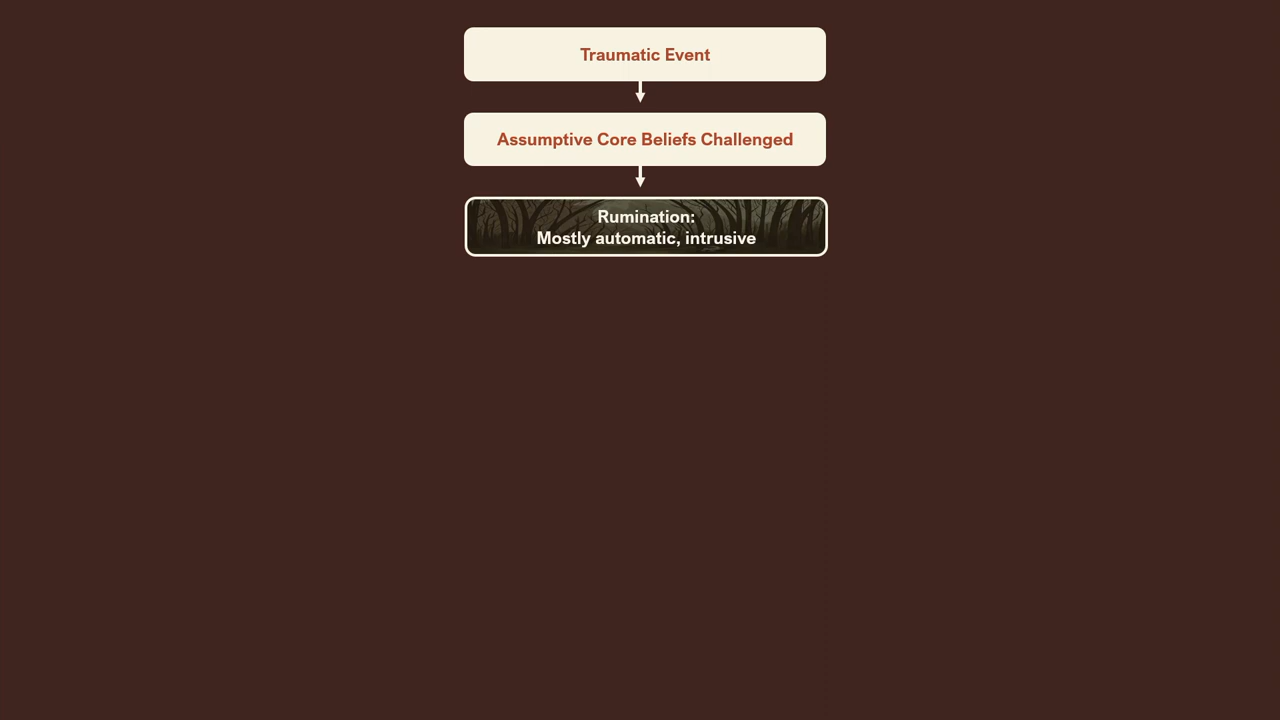 Traumatic Event
Assumptive Core Beliefs Challenged
Rumination:
Mostly automatic, intrusive